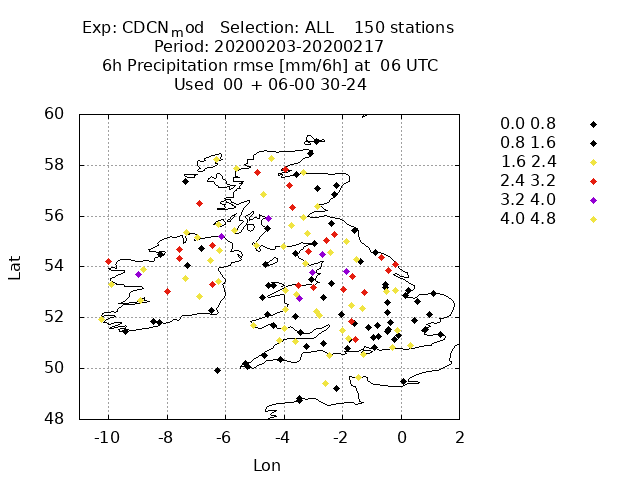 Exp: CDCNmod Selection: ALL 150 stations
Period: 20200203-20200217
6h Precipitation rmse [mm/6h] at 06 UTC
Used 00 + 06-00 30-24
60
58
56
54
52
50
48
Lat
-10 -8 -6 -4 -2 0 2
Lon
0.0 0.8
0.8 1.6
1.6 2.4
2.4 3.2
3.2 4.0
4.0 4.8